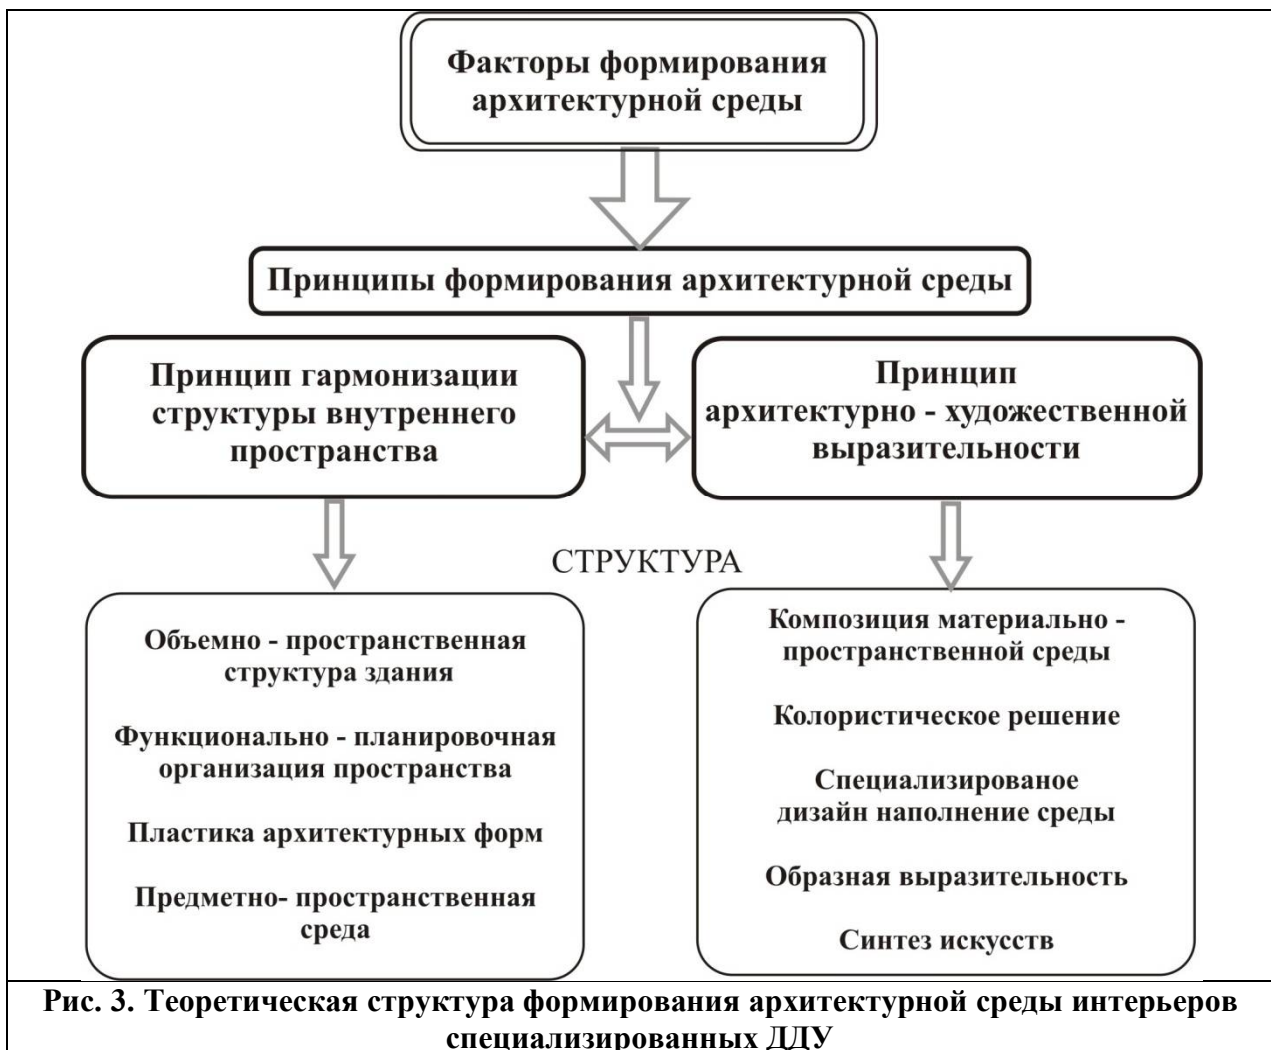 Факторы формирования
архитектурной среды
Принципы формирования архитектурной среды
Принцип гармонизации
структуры внутреннего
пространства
Принцип
архитектурно - художественной
выразительности
СТРУКТУРА
Объемно - пространственная
структура здания
Функционально - планировочная
организация пространства
Пластика архитектурных форм
Предметно- пространственная
среда
Композиция материально -
пространственной среды
Колористическое решение
Специализированое
дизайн наполнение среды
Образная выразительность
Синтез искусств
Рис. 3. Теоретическая структура формирования архитектурной среды интерьеров
специализированных ДДУ